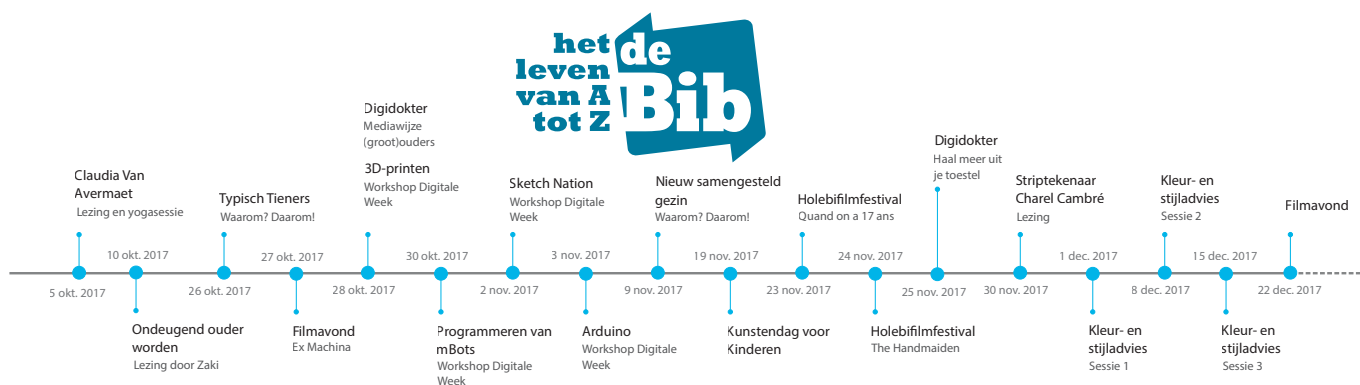 het
leven
van A
tot Z
de
Bib
Claudia Van
Avermaet
Lezing en yogasessie
5 okt. 2017
10 okt. 2017
Ondeugend ouder
worden
Lezing door Zaki
Typisch Tieners
Waarom? Daarom!
26 okt. 2017
27 okt. 2017
Filmavond
Ex Machina
Digidokter
Mediawijze
(groot)ouders
3D-printen
Workshop Digitale
Week
28 okt. 2017
30 okt. 2017
Programmeren van
mBots
Workshop Digitale
Week
Sketch Nation
Workshop Digitale
Week
2 nov. 2017
3 nov. 2017
Arduino
Workshop Digitale
Week
Nieuw samengesteld
gezin
Waarom? Daarom!
9 nov. 2017
19 nov. 2017
Kunstendag voor
Kinderen
Holebifilmfestival
Quand on a 17 ans
23 nov. 2017
24 nov. 2017
Holebifilmfestival
The Handmaiden
Digidokter
Haal meer uit
je toestel
25 nov. 2017
Striptekenaar
Charel Cambré
Lezing
30 nov. 2017
1 dec. 2017
Kleur- en
stijladvies
Sessie 1
Kleur- en
stijladvies
Sessie 2
8 dec. 2017
15 dec. 2017
Kleur- en
stijladvies
Sessie 3
Filmavond
22 dec. 2017